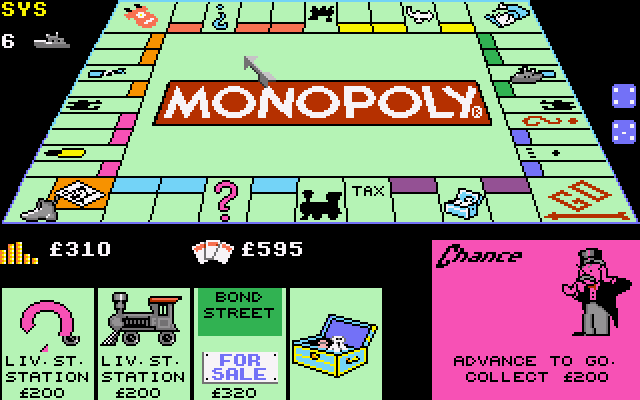 SYS
6
MONOPOLY®
TAX
GO
£310
£595
Chance
BOND
STREET
LIV. ST.
STATION
£200
LIV. ST.
STATION
£200
FOR
SALE
£320
ADVANCE TO GO.
COLLECT £200